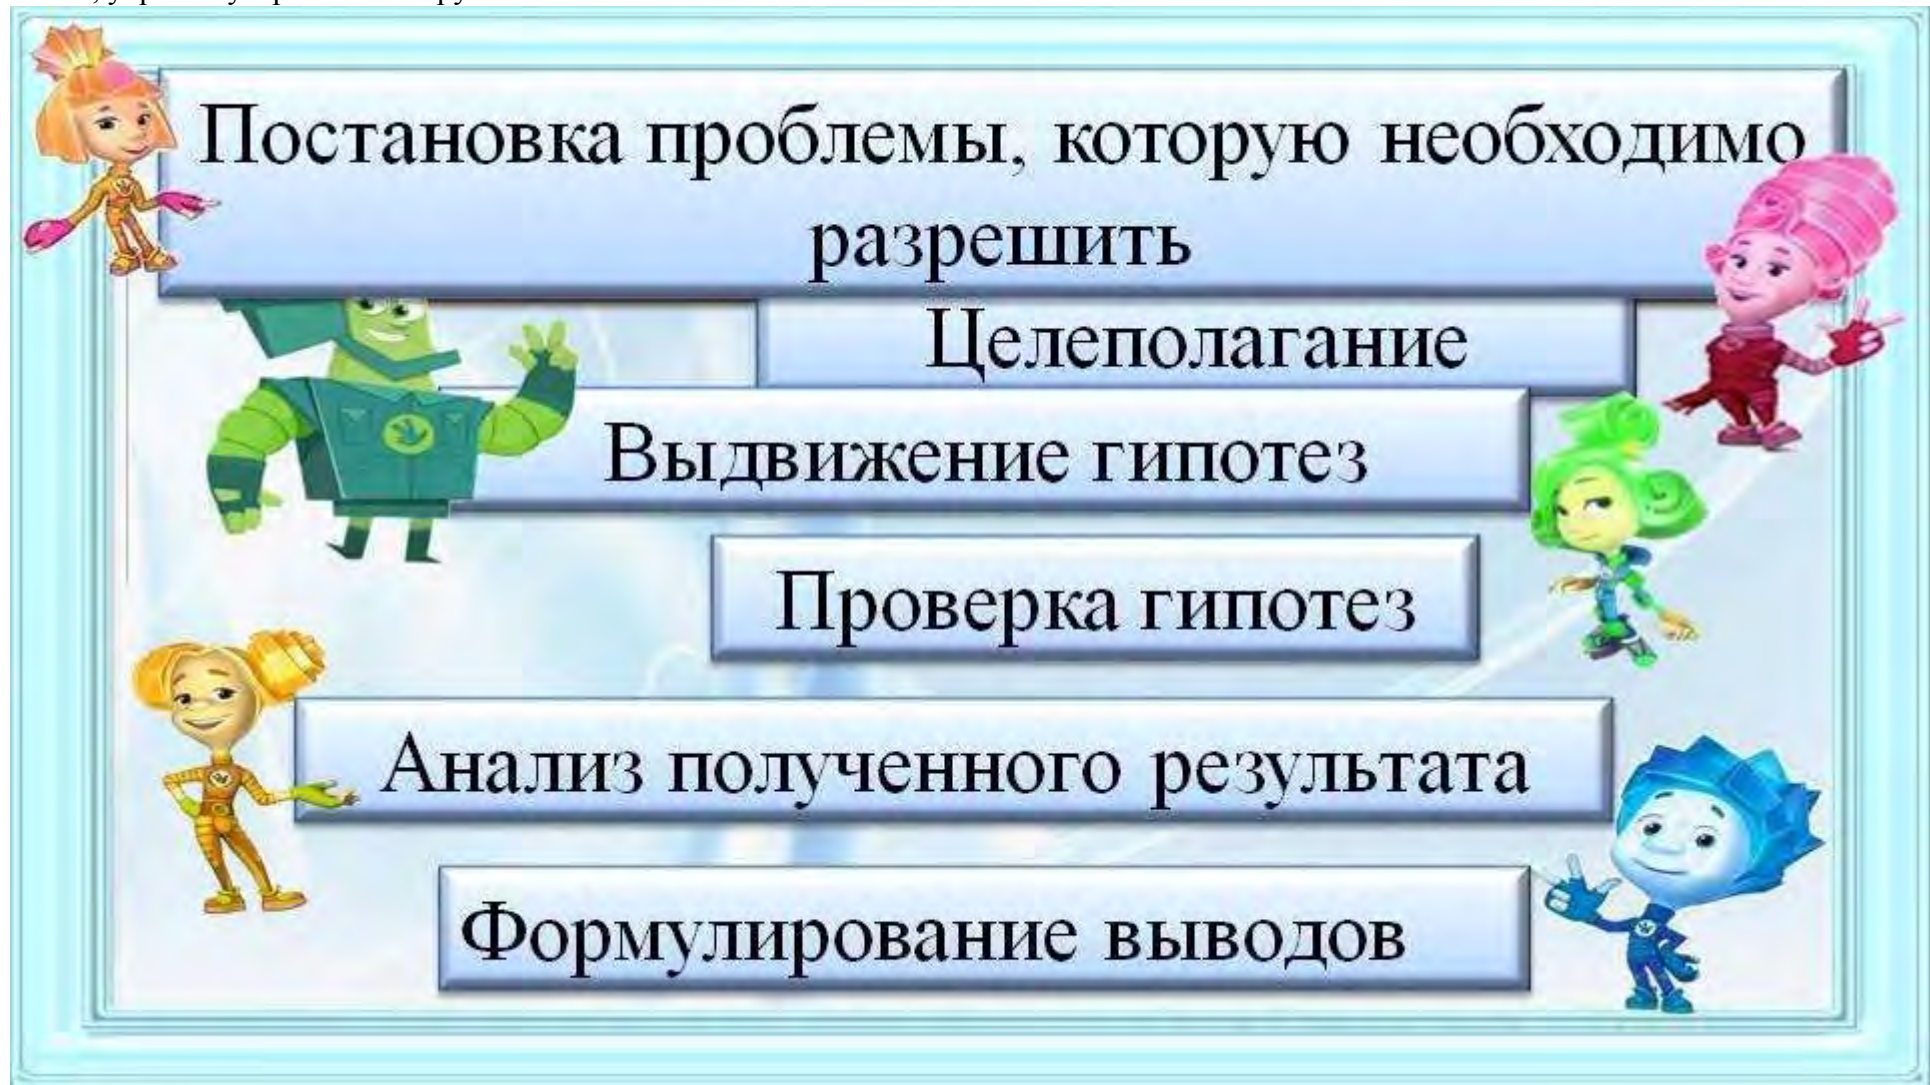 Постановка проблемы, которую необходимо
разрешить
Целеполагание
Выдвижение гипотез
Проверка гипотез
Анализ полученного результата
Формулирование выводов